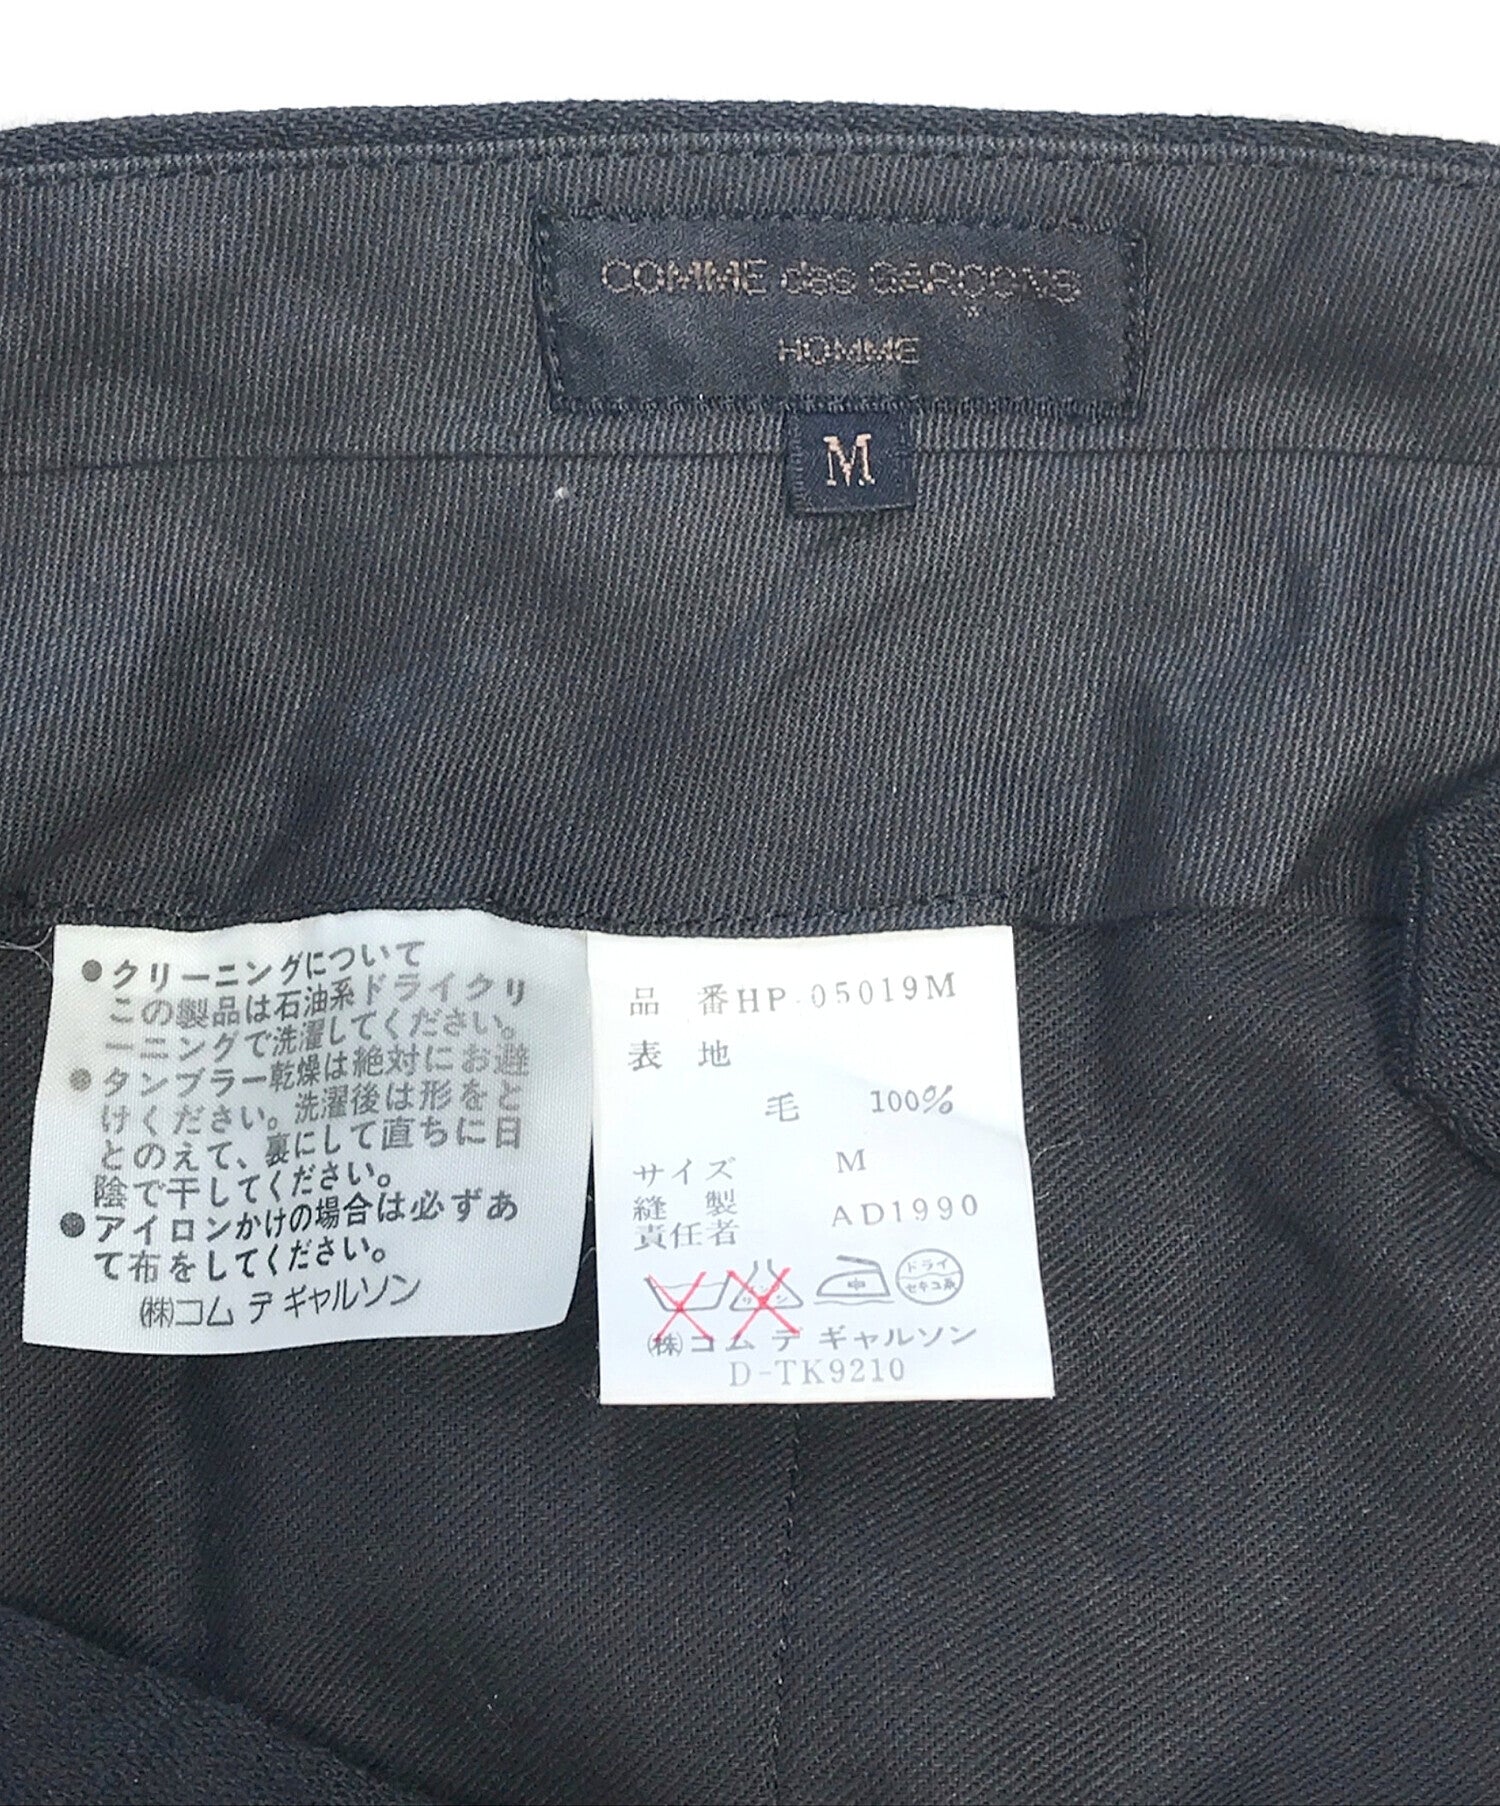 COMME des GARÇONS
HOMME
M
●クリーニングについて
この製品は石油系ドライクリ
ーニングで洗濯してください。
●タンブラー乾燥は絶対にお避
けください。洗濯後は形をと
とのえて、裏にして直ちに日
陰で干してください。
●アイロンかけの場合は必ずあ
て布をしてください。
㈱コム デ ギャルソン
品 番HP-05019M
表 地
毛 100%
サイズ M
縫 製
責任者 AD1990
中
ドライ
セキユ系
㈱コム デ ギャルソン
D-TK9210